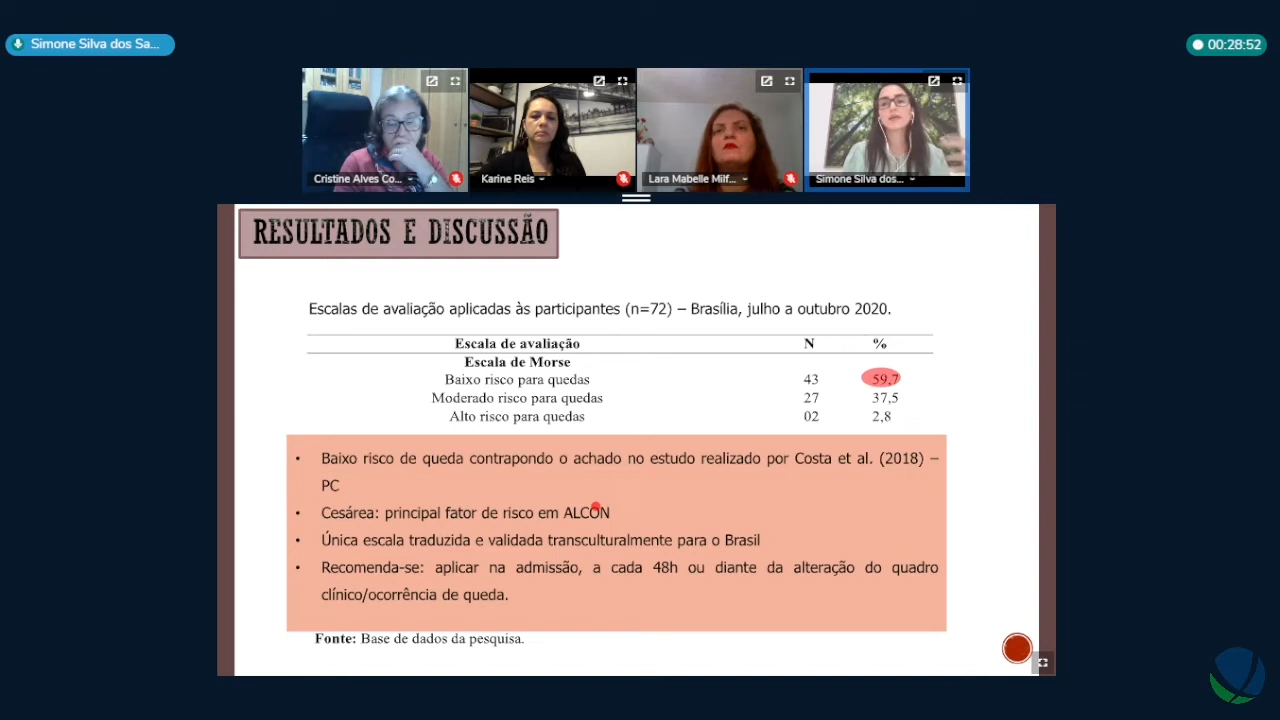 Simone Silva dos Sa...
00:28:52
Cristine Alves Co...
Karine Reis
Lara Mabelle Milf...
Simone Silva dos...
RESULTADOS E DISCUSSÃO
Escalas de avaliação aplicadas às participantes (n=72) – Brasília, julho a outubro 2020.
Escala de avaliação N %
Escala de Morse
Baixo risco para quedas 43 59,7
Moderado risco para quedas 27 37,5
Alto risco para quedas 02 2,8
• Baixo risco de queda contrapondo o achado no estudo realizado por Costa et al. (2018) –
PC
• Cesárea: principal fator de risco em ALCON
• Única escala traduzida e validada transculturalmente para o Brasil
• Recomenda-se: aplicar na admissão, a cada 48h ou diante da alteração do quadro
clínico/ocorrência de queda.
Fonte: Base de dados da pesquisa.